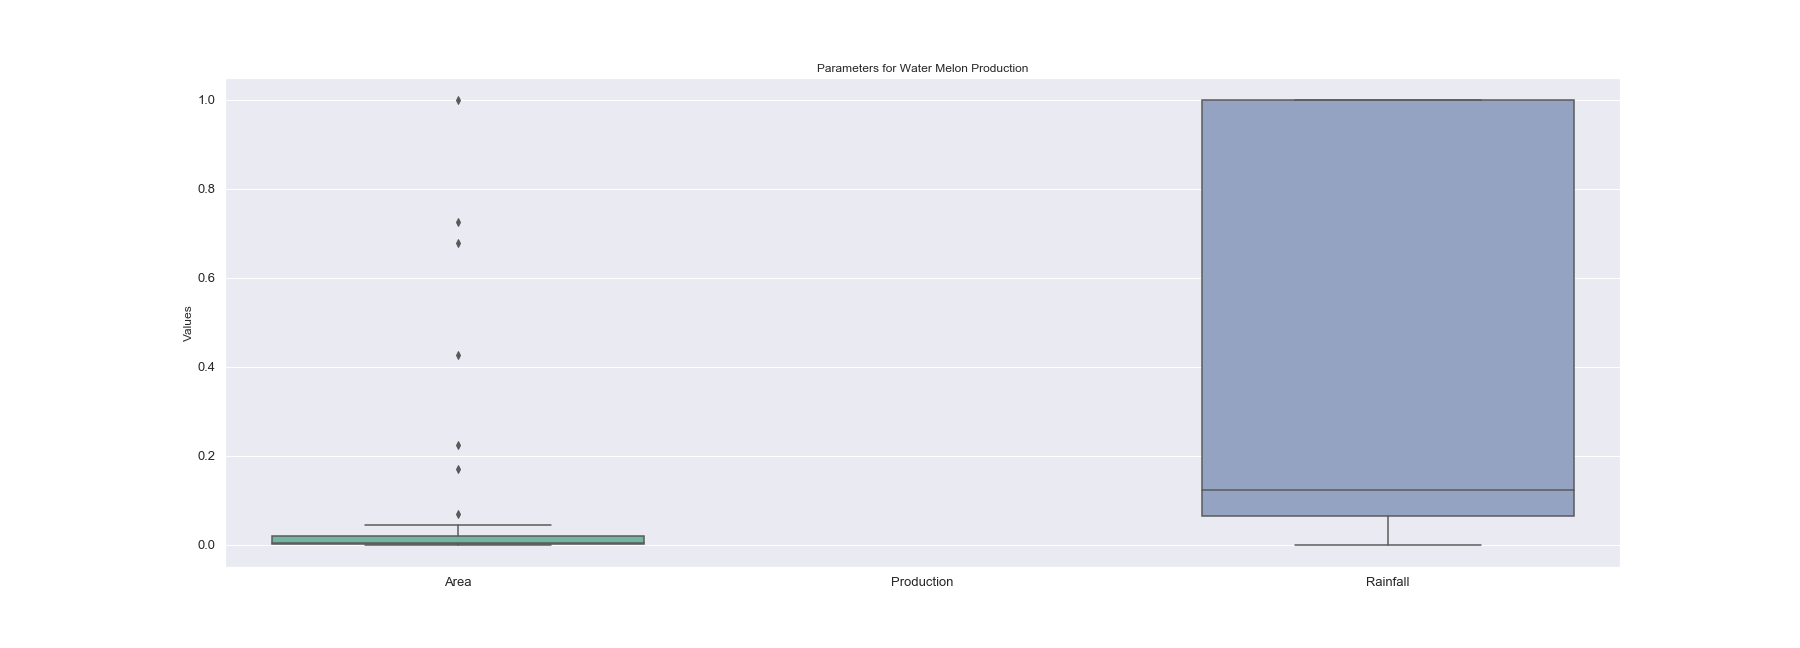 Parameters for Water Melon Production
1.0
0.8
0.6
0.4
0.2
0.0
Values
Area
Production
Rainfall